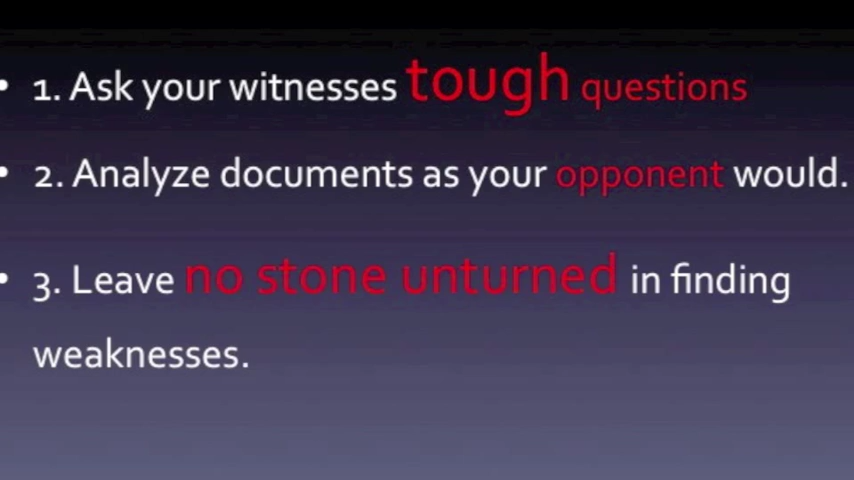 • 1. Ask your witnesses tough questions
• 2. Analyze documents as your opponent would.
• 3. Leave no stone unturned in finding
weaknesses.